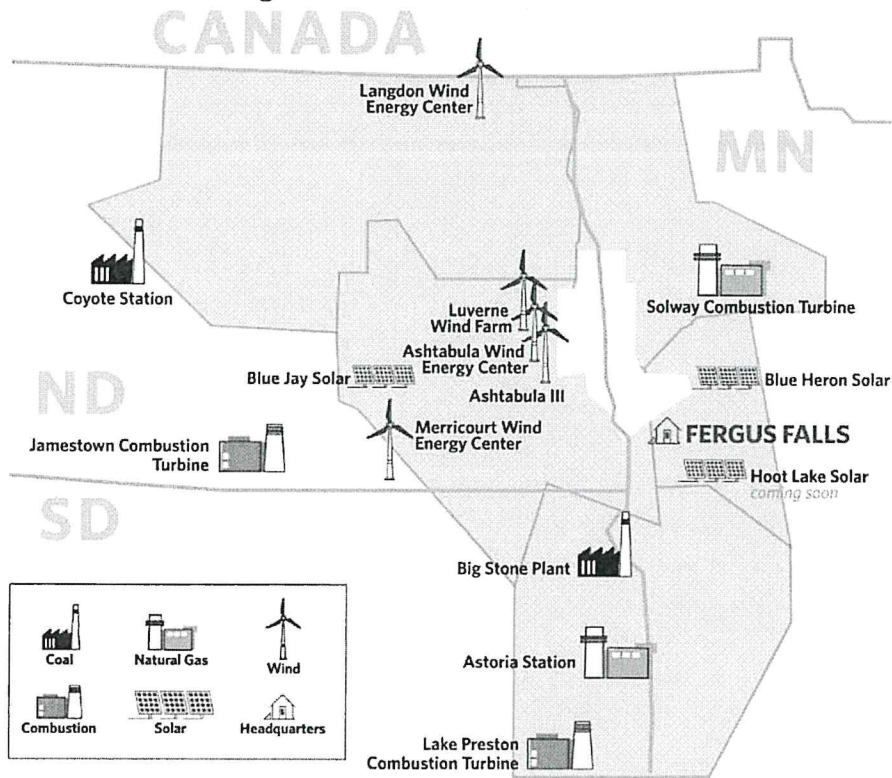 CANADA
Langdon Wind
Energy Center
MN
Coyote Station
Luverne
Wind Farm
Solway Combustion Turbine
Ashtabula Wind
Energy Center
Blue Jay Solar
Ashtabula III
Blue Heron Solar
ND
Merricourt Wind
Energy Center
FERGUS FALLS
Jamestown Combustion
Turbine
Hoot Lake Solar
coming soon
SD
Big Stone Plant
Astoria Station
Coal
Natural Gas
Wind
Combustion
Solar
Headquarters
Lake Preston
Combustion Turbine